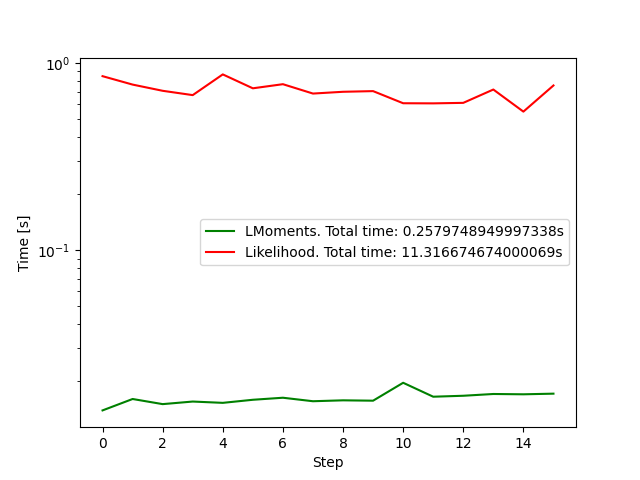 10⁰
10⁻¹
Time [s]
LMoments. Total time: 0.2579748949997338s
Likelihood. Total time: 11.316674674000069s
0 2 4 6 8 10 12 14
Step